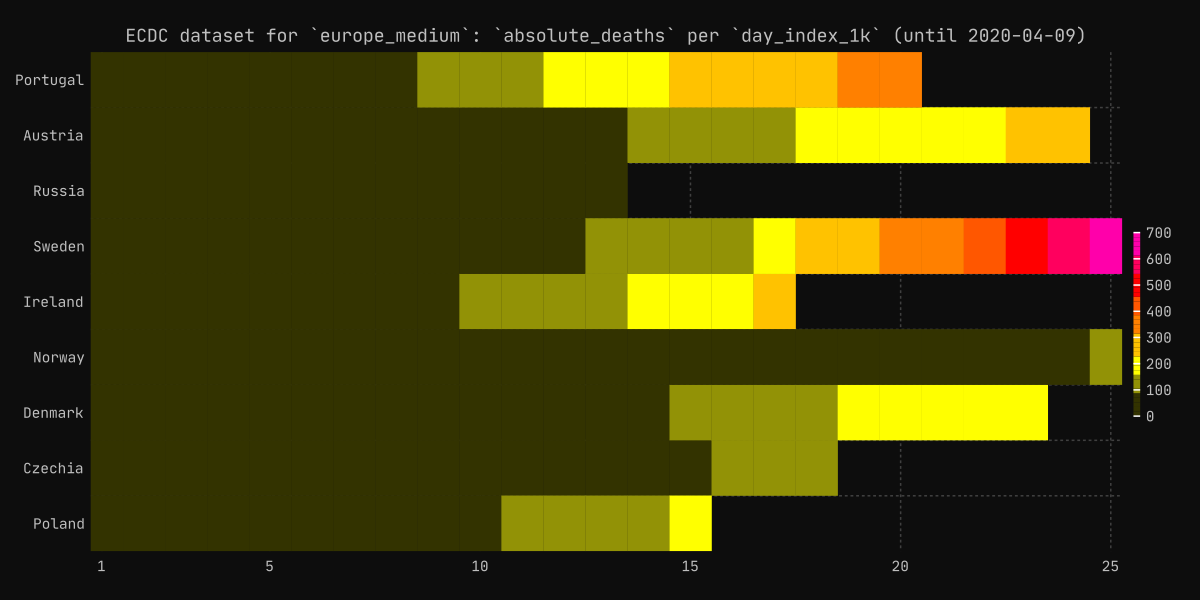 ECDC dataset for `europe_medium`: `absolute_deaths` per `day_index_1k` (until 2020-04-09)
Portugal
Austria
Russia
Sweden
Ireland
Norway
Denmark
Czechia
Poland
700
600
500
400
300
200
100
0
1 5 10 15 20 25